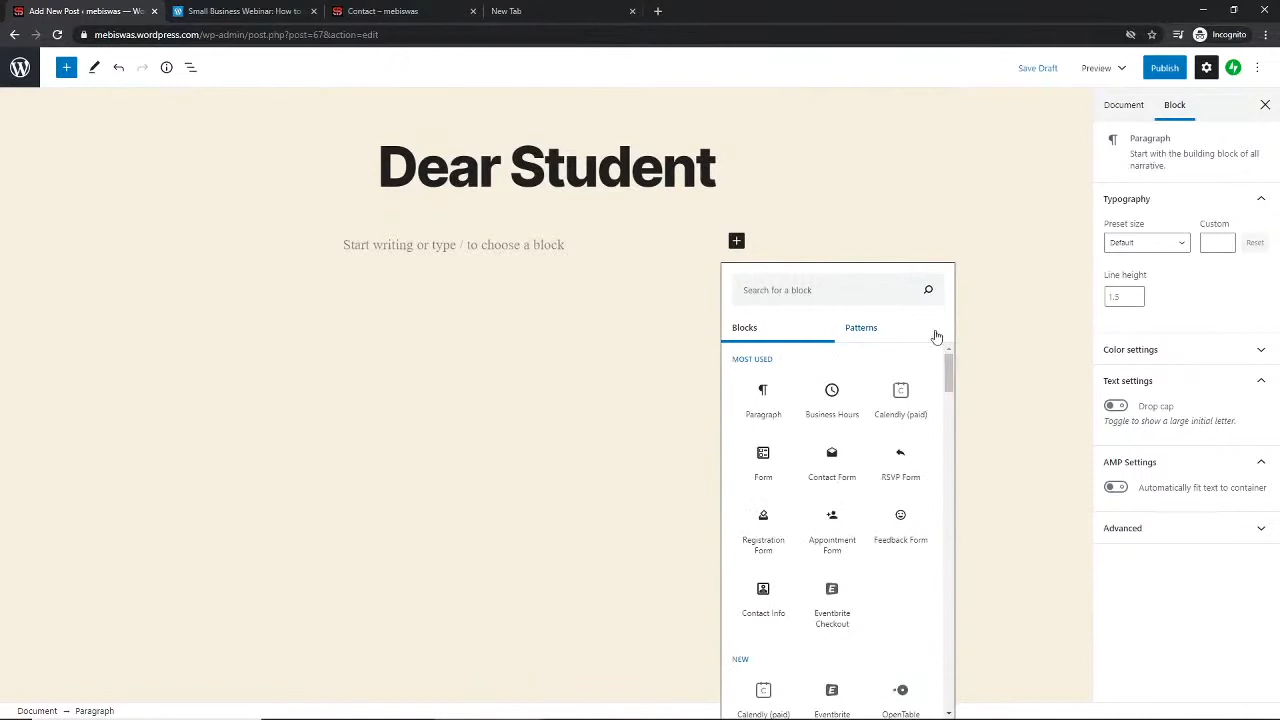 Add New Post ‹ mebiswas — Wo
Small Business Webinar: How to
Contact – mebiswas
New Tab
mebiswas.wordpress.com/wp-admin/post.php?post=67&action=edit
Incognito
Save Draft
Preview
Publish
Document
Block
Paragraph
Start with the building block of all
narrative.
Typography
Preset size
Custom
Default
Reset
Line height
1.5
Color settings
Text settings
Drop cap
Toggle to show a large initial letter.
AMP Settings
Automatically fit text to container
Advanced
Dear Student
Start writing or type / to choose a block
Search for a block
Blocks
Patterns
MOST USED
Paragraph
Business Hours
Calendly (paid)
Form
Contact Form
RSVP Form
Registration
Form
Appointment
Form
Feedback Form
Contact Info
Eventbrite
Checkout
NEW
Calendly (paid)
Eventbrite
OpenTable
Document → Paragraph